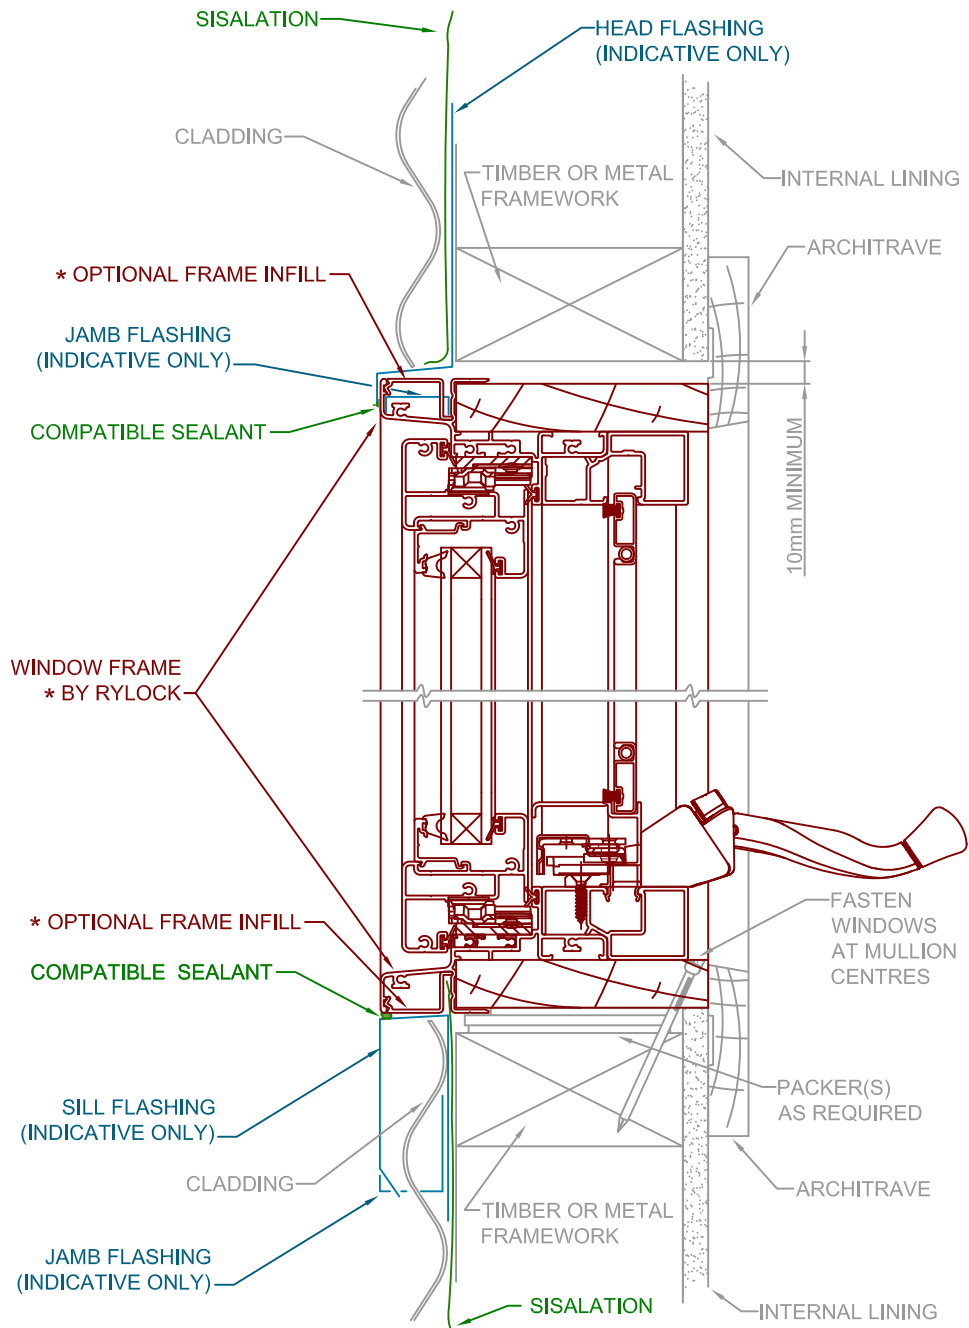 SISALATION
HEAD FLASHING
(INDICATIVE ONLY)
CLADDING
TIMBER OR METAL
FRAMEWORK
INTERNAL LINING
ARCHITRAVE
* OPTIONAL FRAME INFILL
JAMB FLASHING
(INDICATIVE ONLY)
COMPATIBLE SEALANT
10mm MINIMUM
WINDOW FRAME
* BY RYLOCK
* OPTIONAL FRAME INFILL
COMPATIBLE SEALANT
FASTEN
WINDOWS
AT MULLION
CENTRES
SILL FLASHING
(INDICATIVE ONLY)
PACKER(S)
AS REQUIRED
CLADDING
ARCHITRAVE
TIMBER OR METAL
FRAMEWORK
JAMB FLASHING
(INDICATIVE ONLY)
SISALATION
INTERNAL LINING